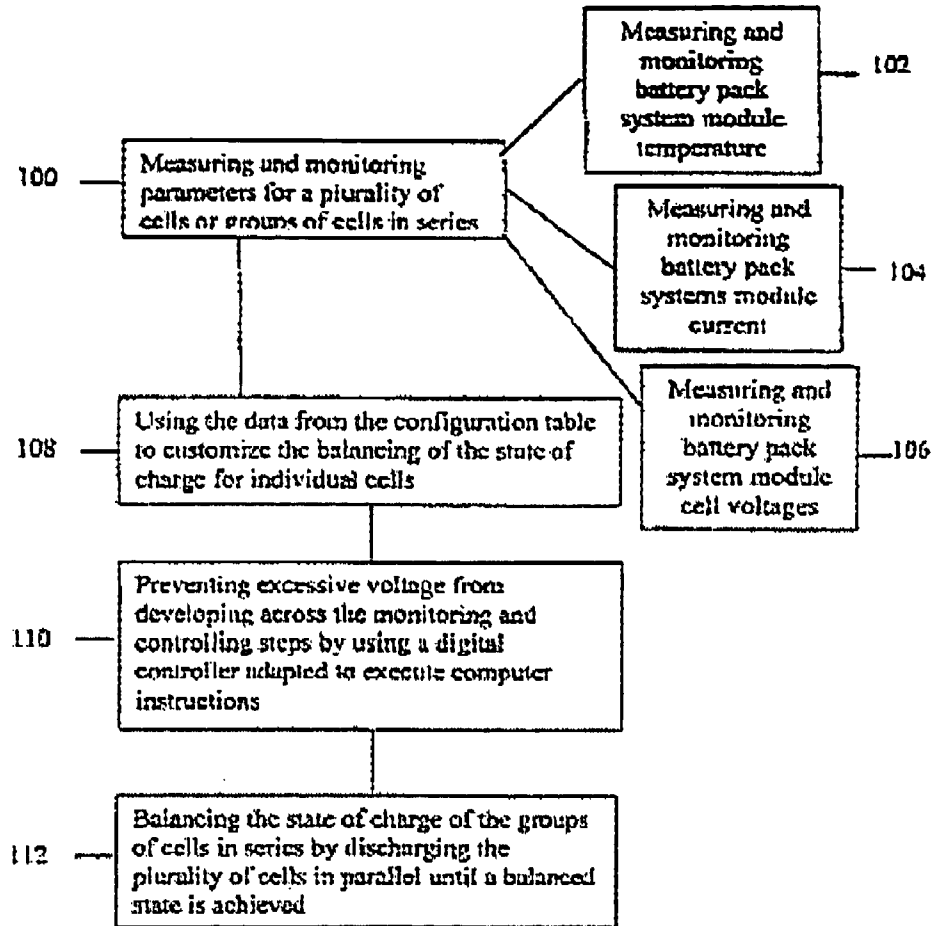 Measuring and
monitoring
battery pack
system module
temperature
102
100
Measuring and monitoring
parameters for a plurality of
cells or groups of cells in series
Measuring and
monitoring
battery pack
systems module
current
104
Measuring and
monitoring
battery pack
system module
cell voltages
106
108
Using the data from the configuration table
to customize the balancing of the state of
charge for individual cells
110
Preventing excessive voltage from
developing across the monitoring and
controlling steps by using a digital
controller adapted to execute computer
instructions
112
Balancing the state of charge of the groups
of cells in series by discharging the
plurality of cells in parallel until a balanced
state is achieved